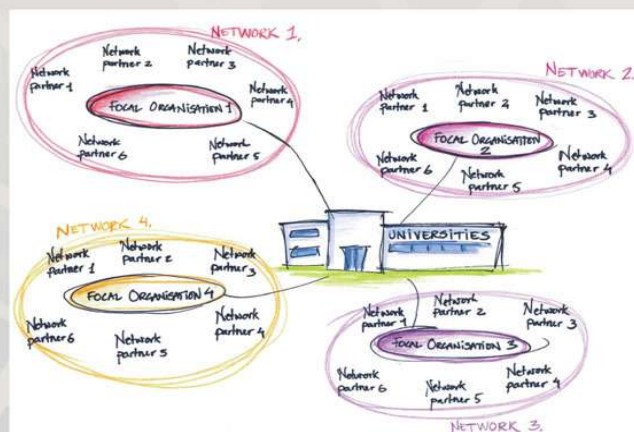 NETWORK 1.
Network
partner 1
Network
partner 2
Network
partner 3
Network
partner 4
FOCAL ORGANISATION 1
Network
partner 6
Network
partner 5
NETWORK 2.
Network
partner 1
Network
partner 2
Network
partner 3
FOCAL ORGANISATION
2
Network
partner 6
Network
partner 5
Network
partner 4
UNIVERSITIES
NETWORK 4.
Network
partner 1
Network
partner 2
Network
partner 3
FOCAL ORGANISATION 4
Network
partner 6
Network
partner 5
Network
partner 4
Network
partner 1
Network
partner 2
Network
partner 3
FOCAL ORGANISATION 3
Network
partner 6
Network
partner 5
Network
partner 4
NETWORK 3.